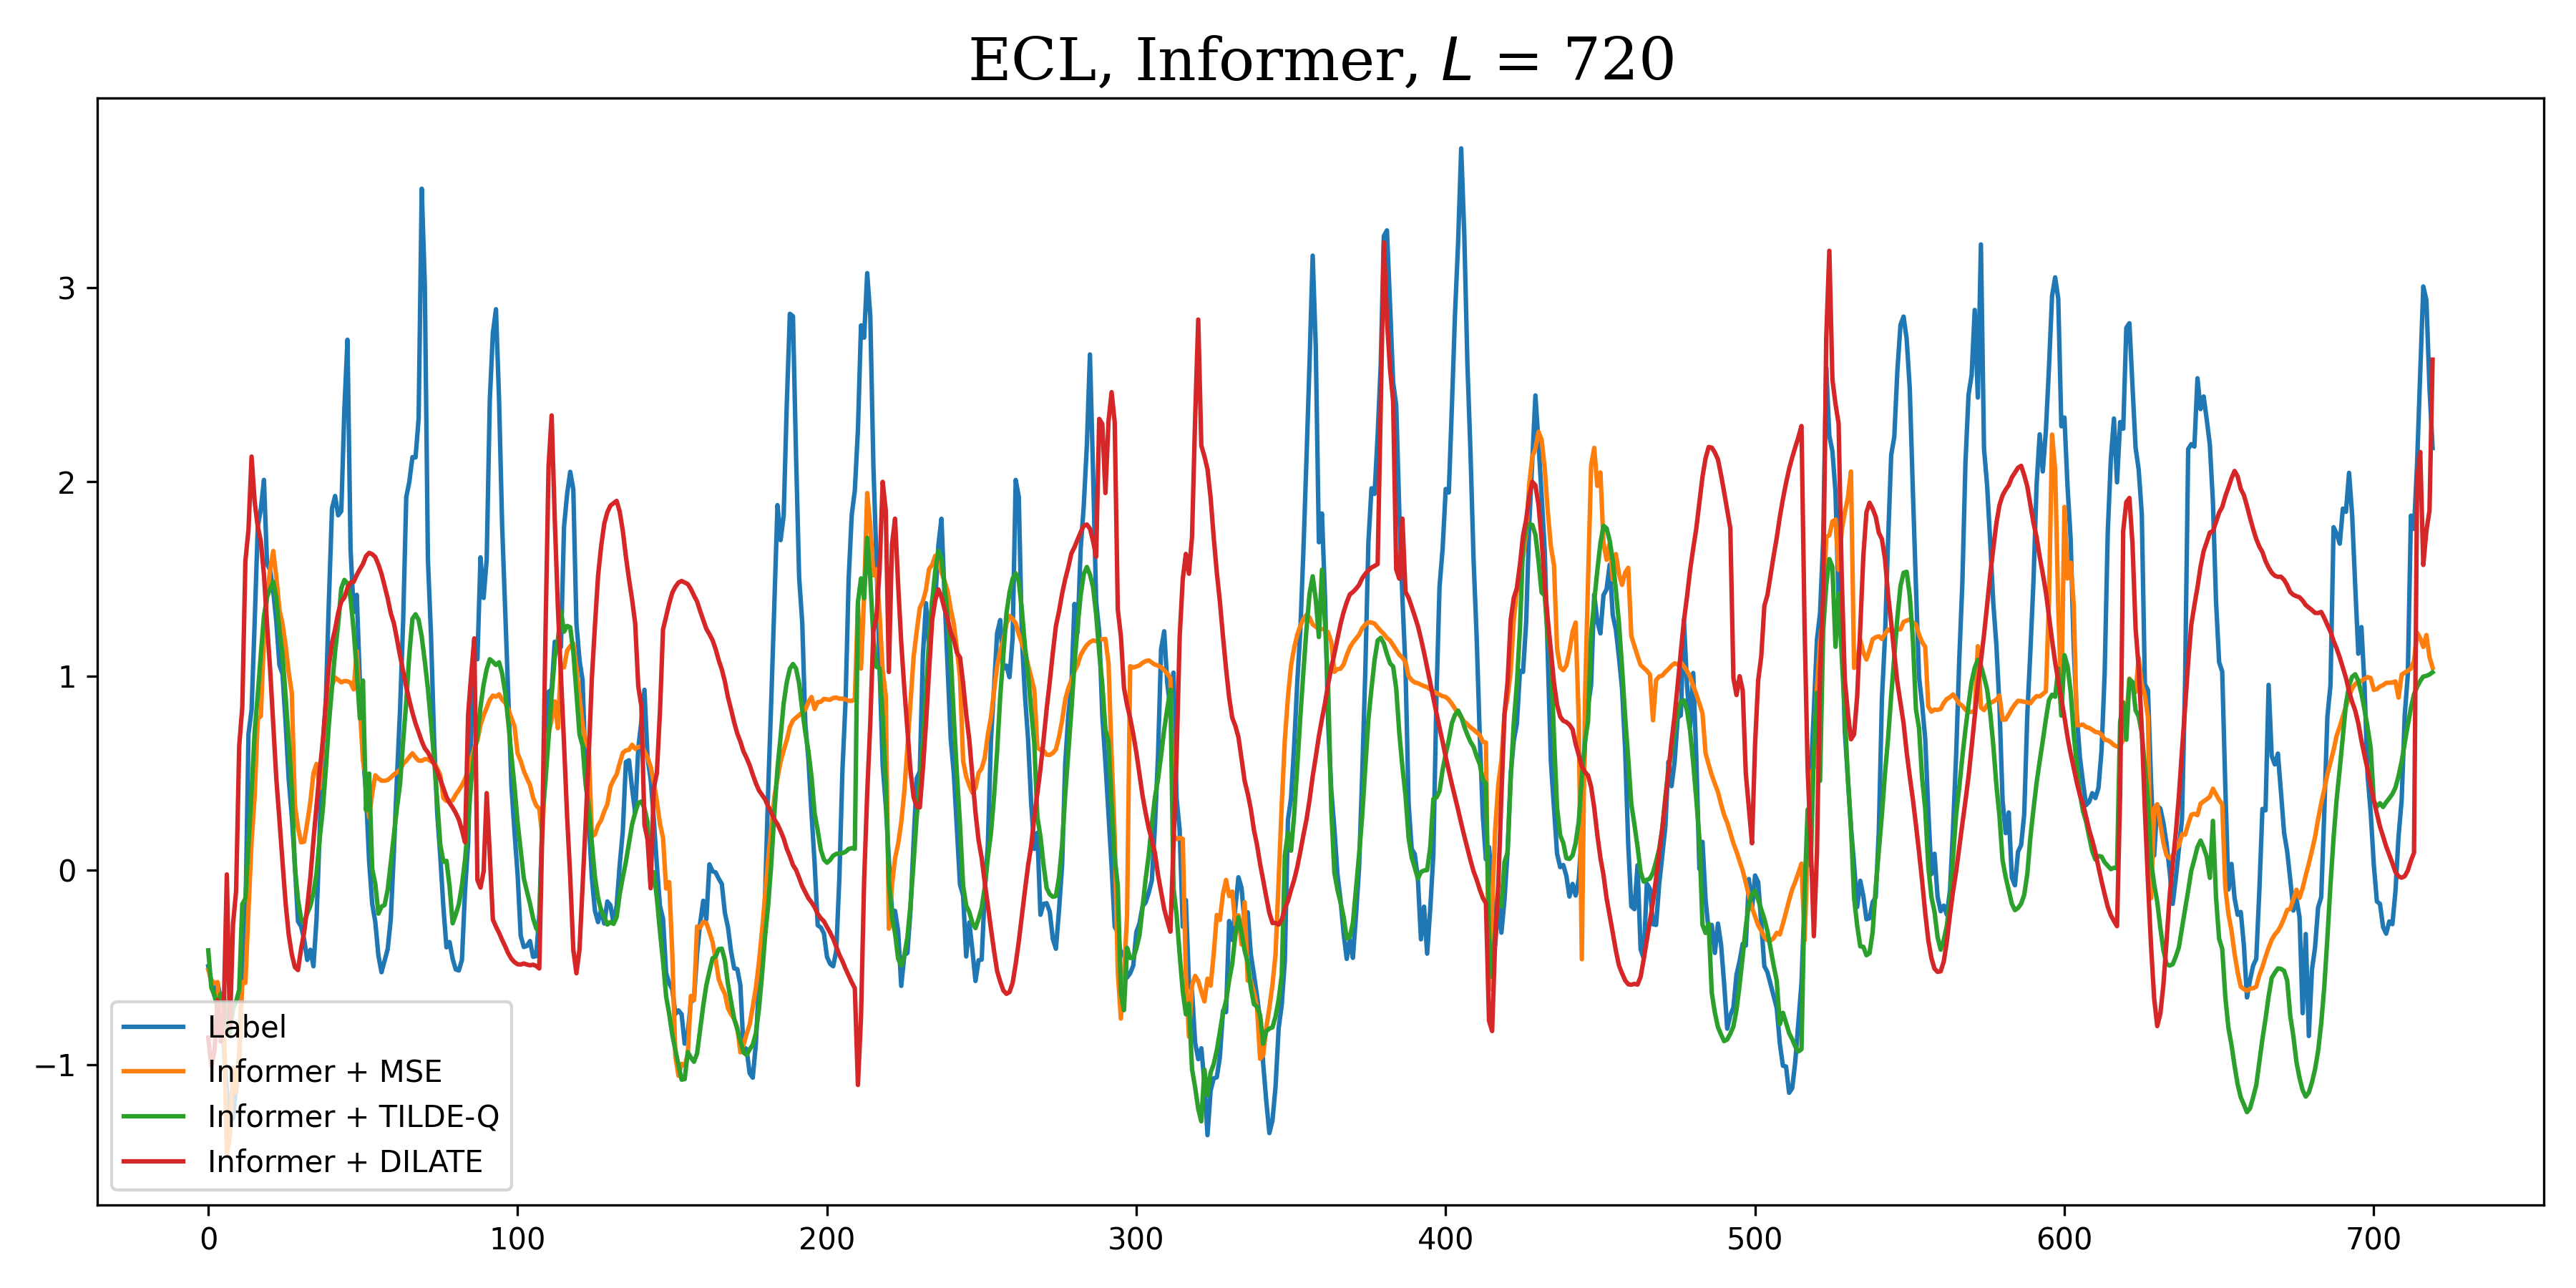 ECL, Informer, L = 720
3
2
1
0
−1
Label
Informer + MSE
Informer + TILDE-Q
Informer + DILATE
0 100 200 300 400 500 600 700